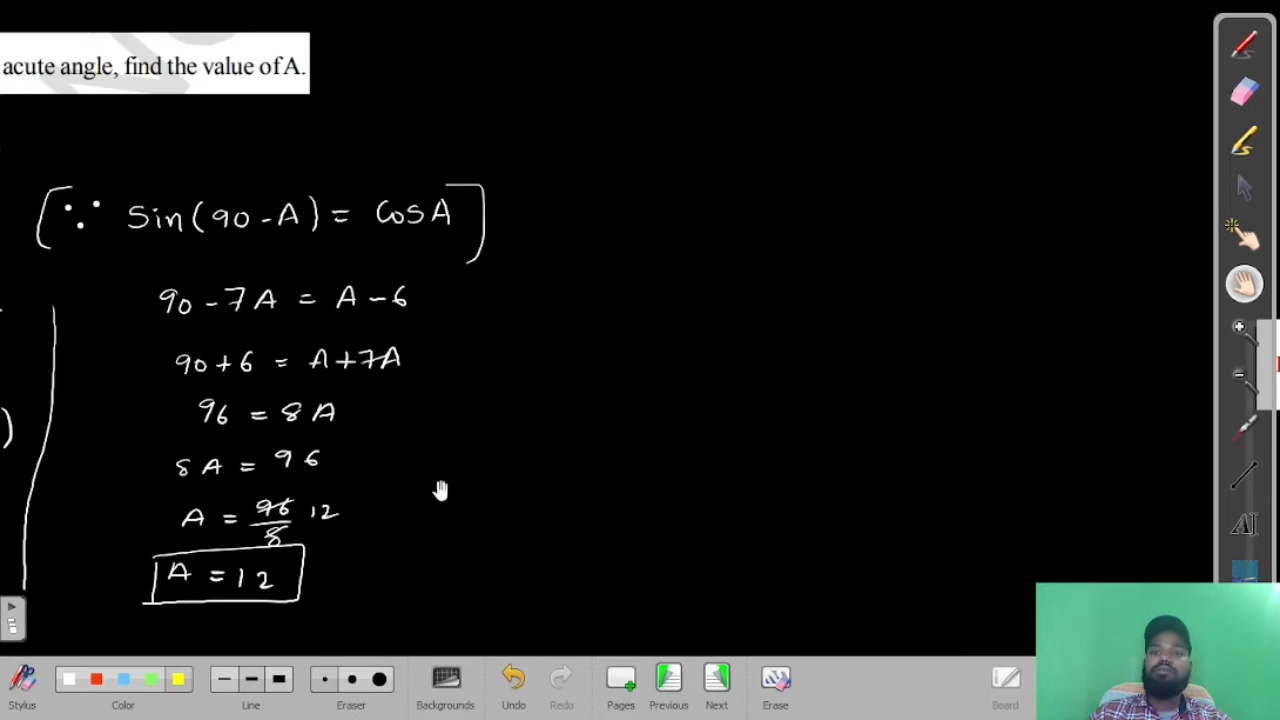 acute angle, find the value of A.
[∵ Sin(90 - A) = CosA]
90 - 7A = A - 6
90 + 6 = A + 7A
)
96 = 8A
8A = 96
A = 96/8 12
A = 12
AI
Stylus
Color
Line
Eraser
Backgrounds
Undo
Redo
Pages
Previous
Next
Erase
Board